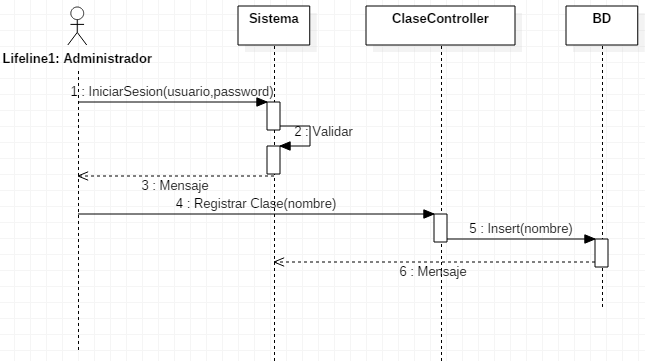 Sistema
ClaseController
BD
Lifeline1: Administrador
1 : IniciarSesion(usuario,password)
2 : Validar
3 : Mensaje
4 : Registrar Clase(nombre)
5 : Insert(nombre)
6 : Mensaje